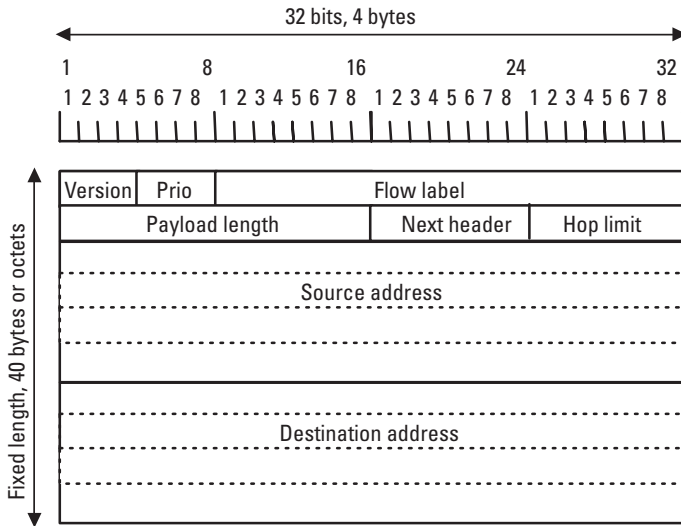 32 bits, 4 bytes
1 8 16 24 32
1 2 3 4 5 6 7 8 1 2 3 4 5 6 7 8 1 2 3 4 5 6 7 8 1 2 3 4 5 6 7 8
Fixed length, 40 bytes or octets
Version Prio Flow label
Payload length Next header Hop limit
Source address
Destination address